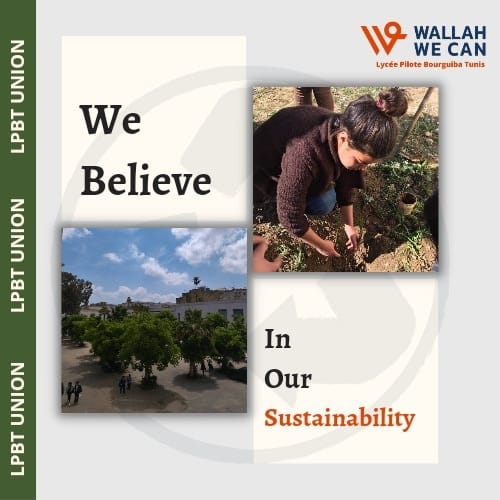 WALLAH
WE CAN
Lycée Pilote Bourguiba Tunis
We
Believe
In
Our
Sustainability
LPBT UNION
LPBT UNION
LPBT UNION